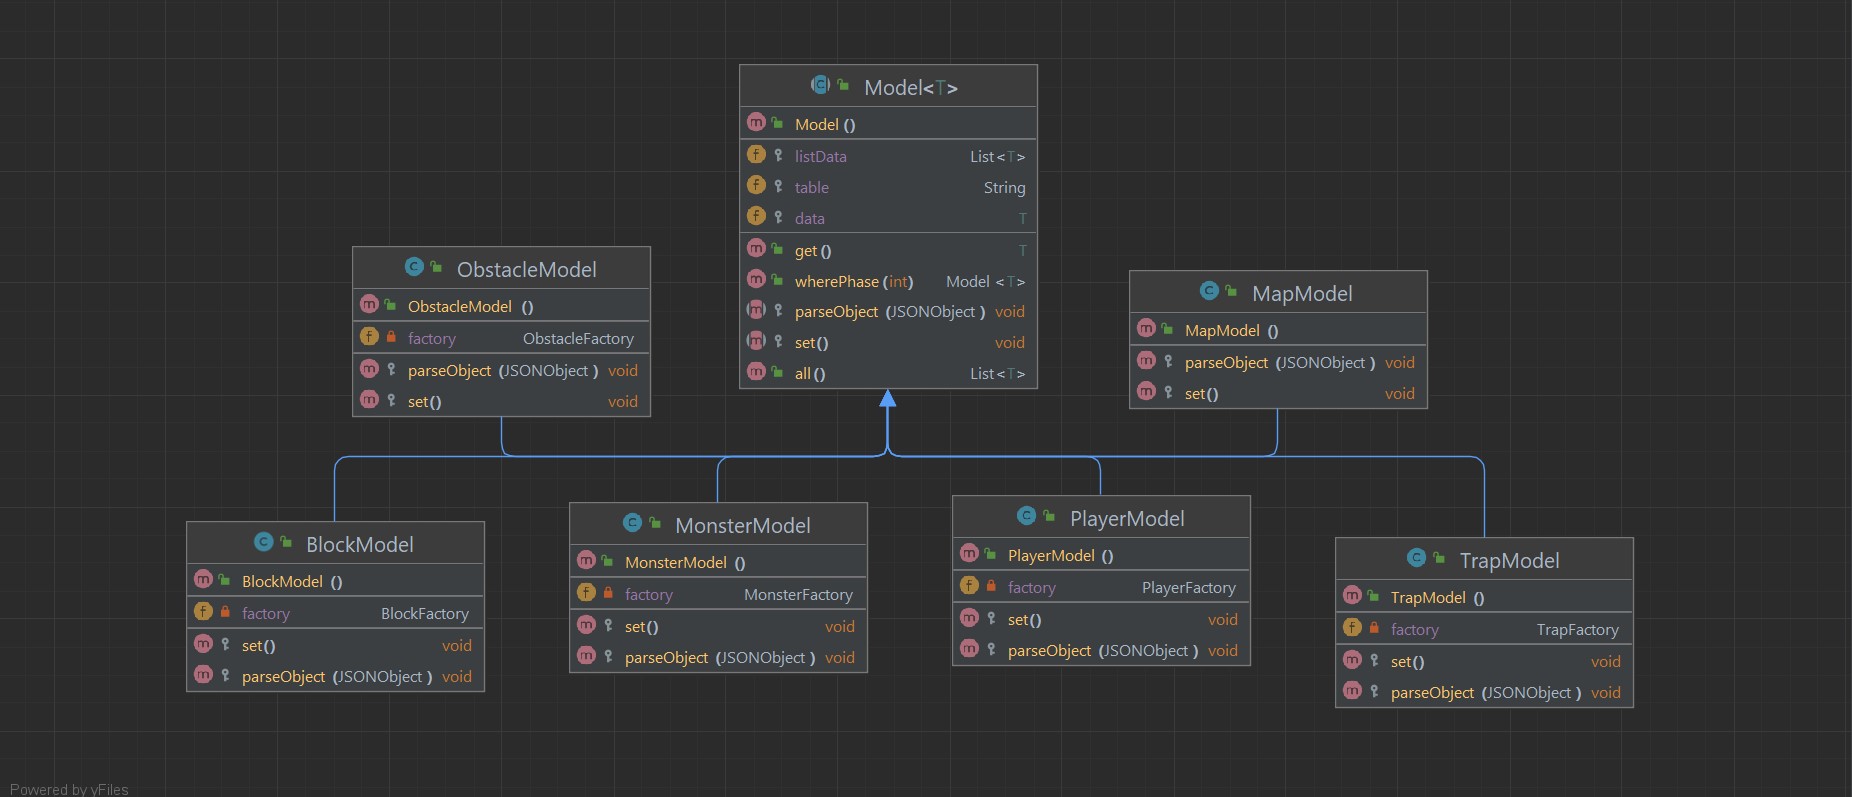 Model<T>
Model ()
listData List<T>
table String
data T
get () T
wherePhase (int) Model <T>
parseObject (JSONObject ) void
set() void
all () List<T>
ObstacleModel
ObstacleModel ()
factory ObstacleFactory
parseObject (JSONObject ) void
set() void
MapModel
MapModel ()
parseObject (JSONObject ) void
set() void
BlockModel
BlockModel ()
factory BlockFactory
set() void
parseObject (JSONObject ) void
MonsterModel
MonsterModel ()
factory MonsterFactory
set() void
parseObject (JSONObject ) void
PlayerModel
PlayerModel ()
factory PlayerFactory
set() void
parseObject (JSONObject ) void
TrapModel
TrapModel ()
factory TrapFactory
set() void
parseObject (JSONObject ) void
Powered by yFiles